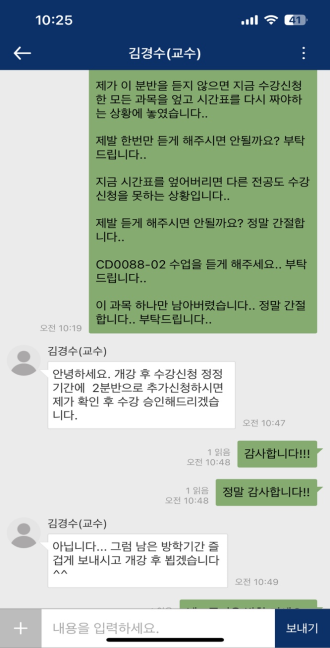 10:25
41
김경수(교수)
제가 이 분반을 듣지 않으면 지금 수강신청
한 모든 과목을 엎고 시간표를 다시 짜야하
는 상황에 놓였습니다..
제발 한번만 듣게 해주시면 안될까요? 부탁
드립니다..
지금 시간표를 엎어버리면 다른 전공도 수강
신청을 못하는 상황입니다..
제발 듣게 해주시면 안될까요? 정말 간절합
니다..
CD0088-02 수업을 듣게 해주세요.. 부탁
드립니다..
이 과목 하나만 남아버렸습니다.. 정말 간절
합니다.. 부탁드립니다..
오전 10:19
김경수(교수)
안녕하세요. 개강 후 수강신청 정정
기간에 2분반으로 추가신청하시면
제가 확인 후 수강 승인해드리겠습
니다.
오전 10:47
1 읽음
오전 10:48
감사합니다!!!
1 읽음
오전 10:48
정말 감사합니다!!
김경수(교수)
아닙니다... 그럼 남은 방학기간 즐
겁게 보내시고 개강 후 뵙겠습니다
^^
오전 10:49
내용을 입력하세요.
보내기